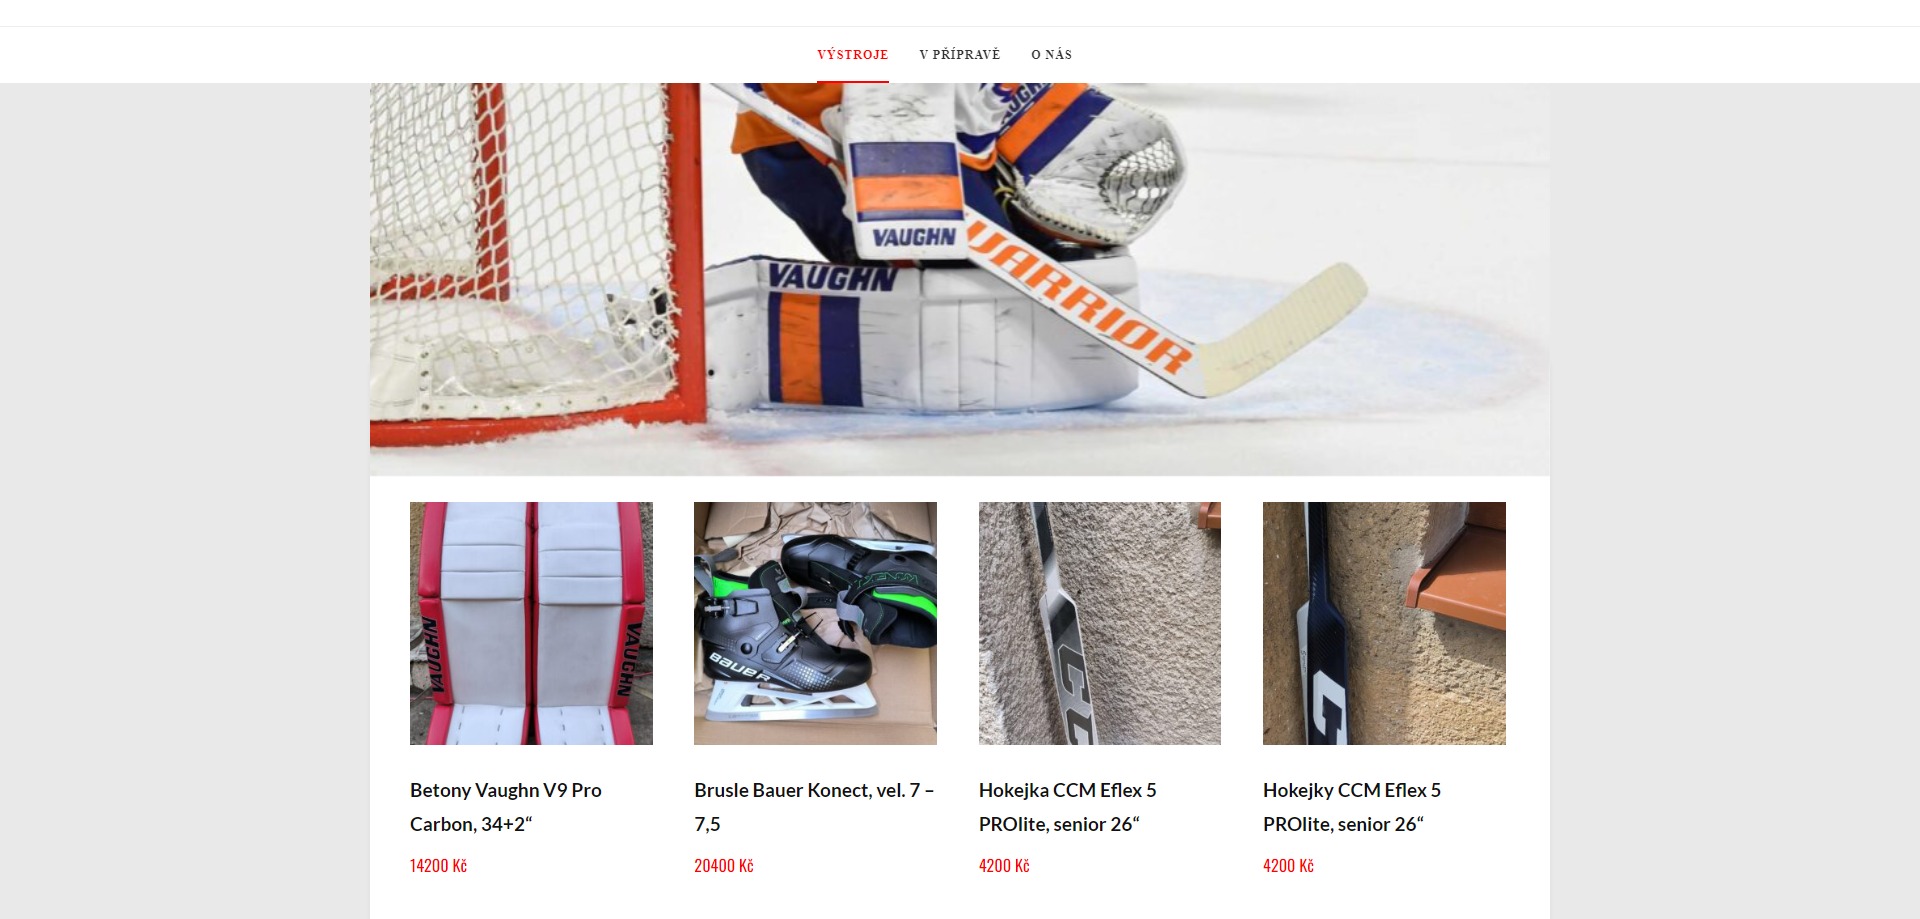 VÝSTROJE V PŘÍPRAVĚ O NÁS
VAUGHN
VAUGHN
WARRIOR
VAUGHN
VAUGHN
BAUER
Betony Vaughn V9 Pro
Carbon, 34+2“
14200 Kč
Brusle Bauer Konect, vel. 7 –
7,5
20400 Kč
Hokejka CCM Eflex 5
PROlite, senior 26“
4200 Kč
Hokejky CCM Eflex 5
PROlite, senior 26“
4200 Kč